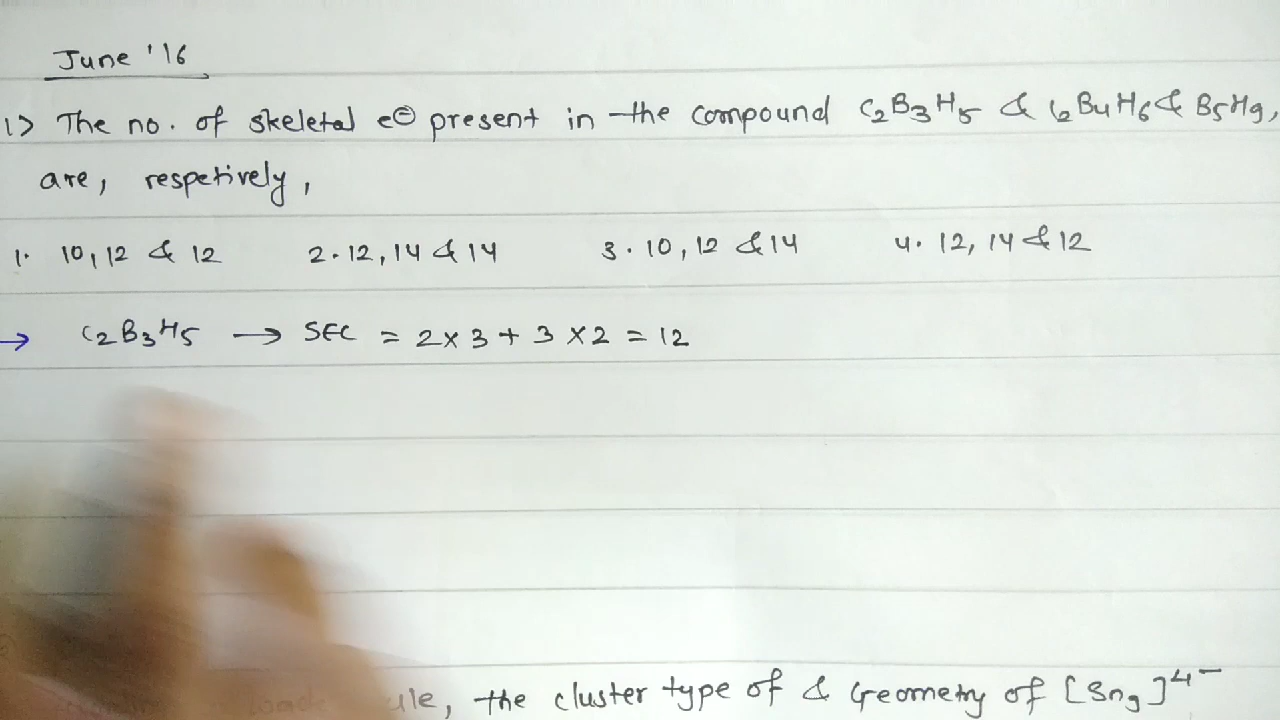 June '16
1) The no. of skeletal e⊖ present in the compound C2B3H5 & C2B4H6 & B5H9,
are, respetively,
1. 10, 12 & 12 2. 12, 14 & 14 3. 10, 12 & 14 4. 12, 14 & 12
→ C2B3H5 → SEC = 2 × 3 + 3 × 2 = 12
ule, the cluster type of & Geometry of [Sn9]4-